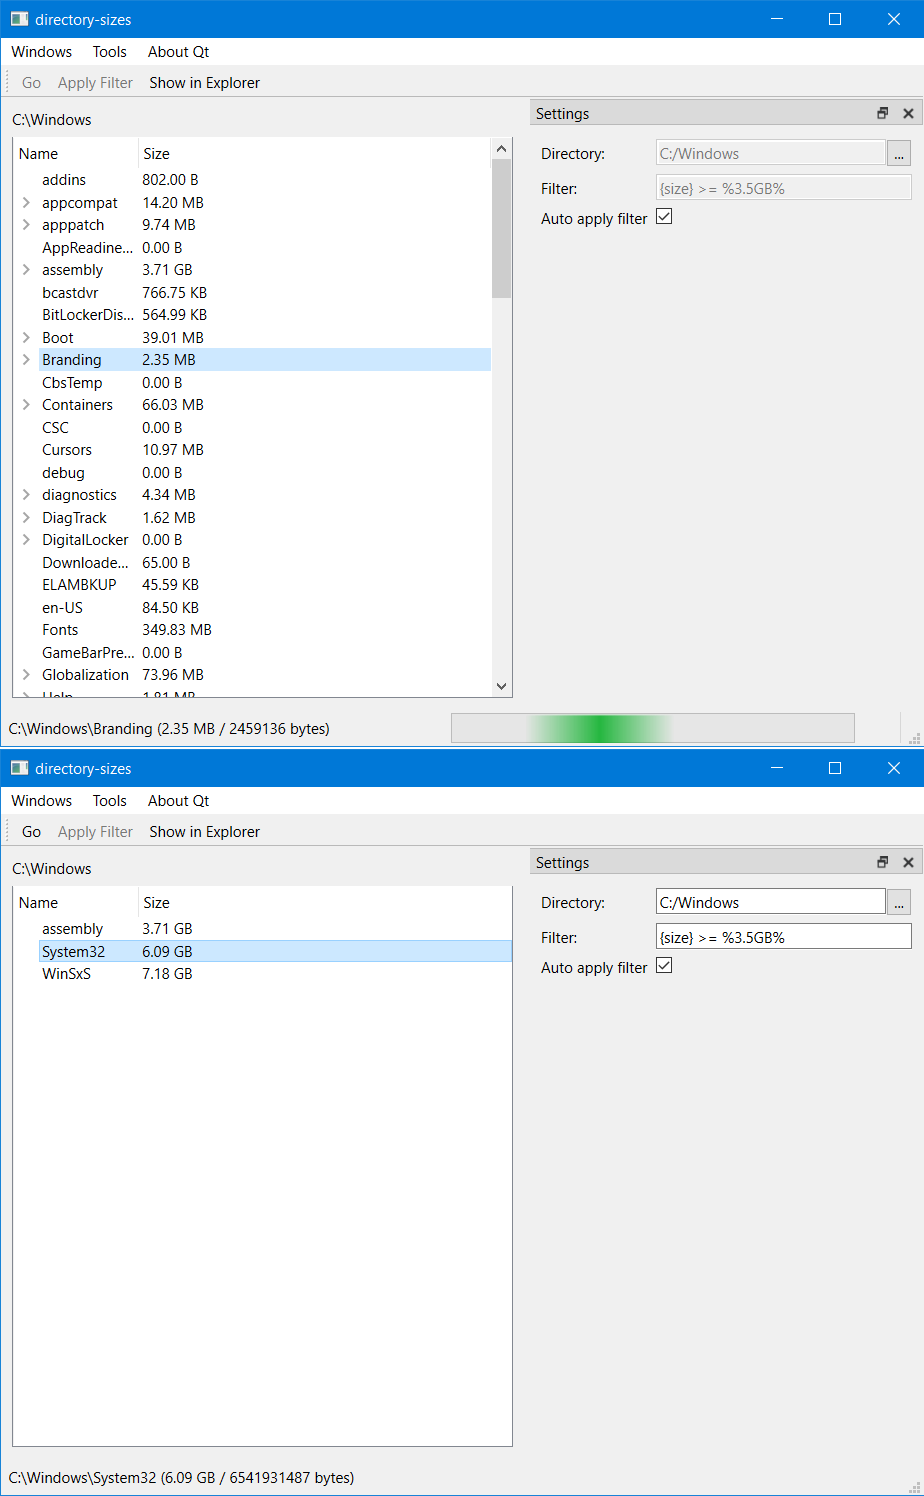 directory-sizes
Windows Tools About Qt
Go Apply Filter Show in Explorer
C:\Windows
Name Size
addins 802.00 B
appcompat 14.20 MB
apppatch 9.74 MB
AppReadine... 0.00 B
assembly 3.71 GB
bcastdvr 766.75 KB
BitLockerDis... 564.99 KB
Boot 39.01 MB
Branding 2.35 MB
CbsTemp 0.00 B
Containers 66.03 MB
CSC 0.00 B
Cursors 10.97 MB
debug 0.00 B
diagnostics 4.34 MB
DiagTrack 1.62 MB
DigitalLocker 0.00 B
Downloade... 65.00 B
ELAMBKUP 45.59 KB
en-US 84.50 KB
Fonts 349.83 MB
GameBarPre... 0.00 B
Globalization 73.96 MB
Help 1.81 MB
Settings
Directory: C:/Windows ...
Filter: {size} >= %3.5GB%
Auto apply filter
C:\Windows\Branding (2.35 MB / 2459136 bytes)
directory-sizes
Windows Tools About Qt
Go Apply Filter Show in Explorer
C:\Windows
Name Size
assembly 3.71 GB
System32 6.09 GB
WinSxS 7.18 GB
Settings
Directory: C:/Windows ...
Filter: {size} >= %3.5GB%
Auto apply filter
C:\Windows\System32 (6.09 GB / 6541931487 bytes)